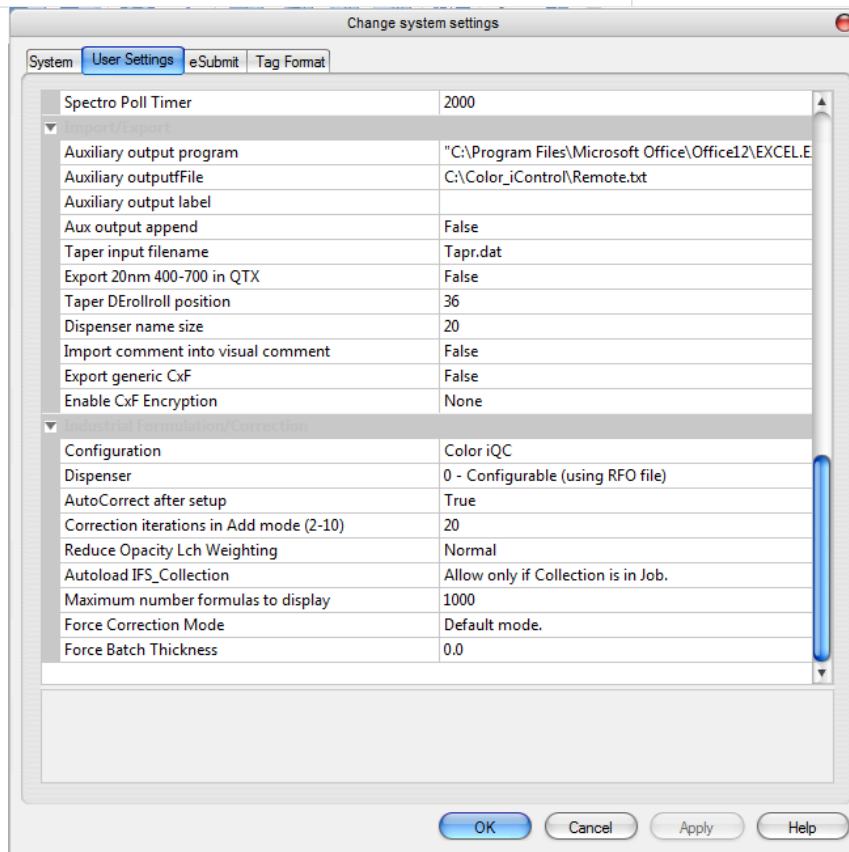 Change system settings
System User Settings eSubmit Tag Format
Spectro Poll Timer 2000
Import/Export
Auxiliary output program "C:\Program Files\Microsoft Office\Office12\EXCEL.E
Auxiliary outputfFile C:\Color_iControl\Remote.txt
Auxiliary output label
Aux output append False
Taper input filename Tapr.dat
Export 20nm 400-700 in QTX False
Taper DErollroll position 36
Dispenser name size 20
Import comment into visual comment False
Export generic CxF False
Enable CxF Encryption None
Industrial Formulation/Correction
Configuration Color iQC
Dispenser 0 - Configurable (using RFO file)
AutoCorrect after setup True
Correction iterations in Add mode (2-10) 20
Reduce Opacity Lch Weighting Normal
Autoload IFS_Collection Allow only if Collection is in Job.
Maximum number formulas to display 1000
Force Correction Mode Default mode.
Force Batch Thickness 0.0
OK Cancel Apply Help